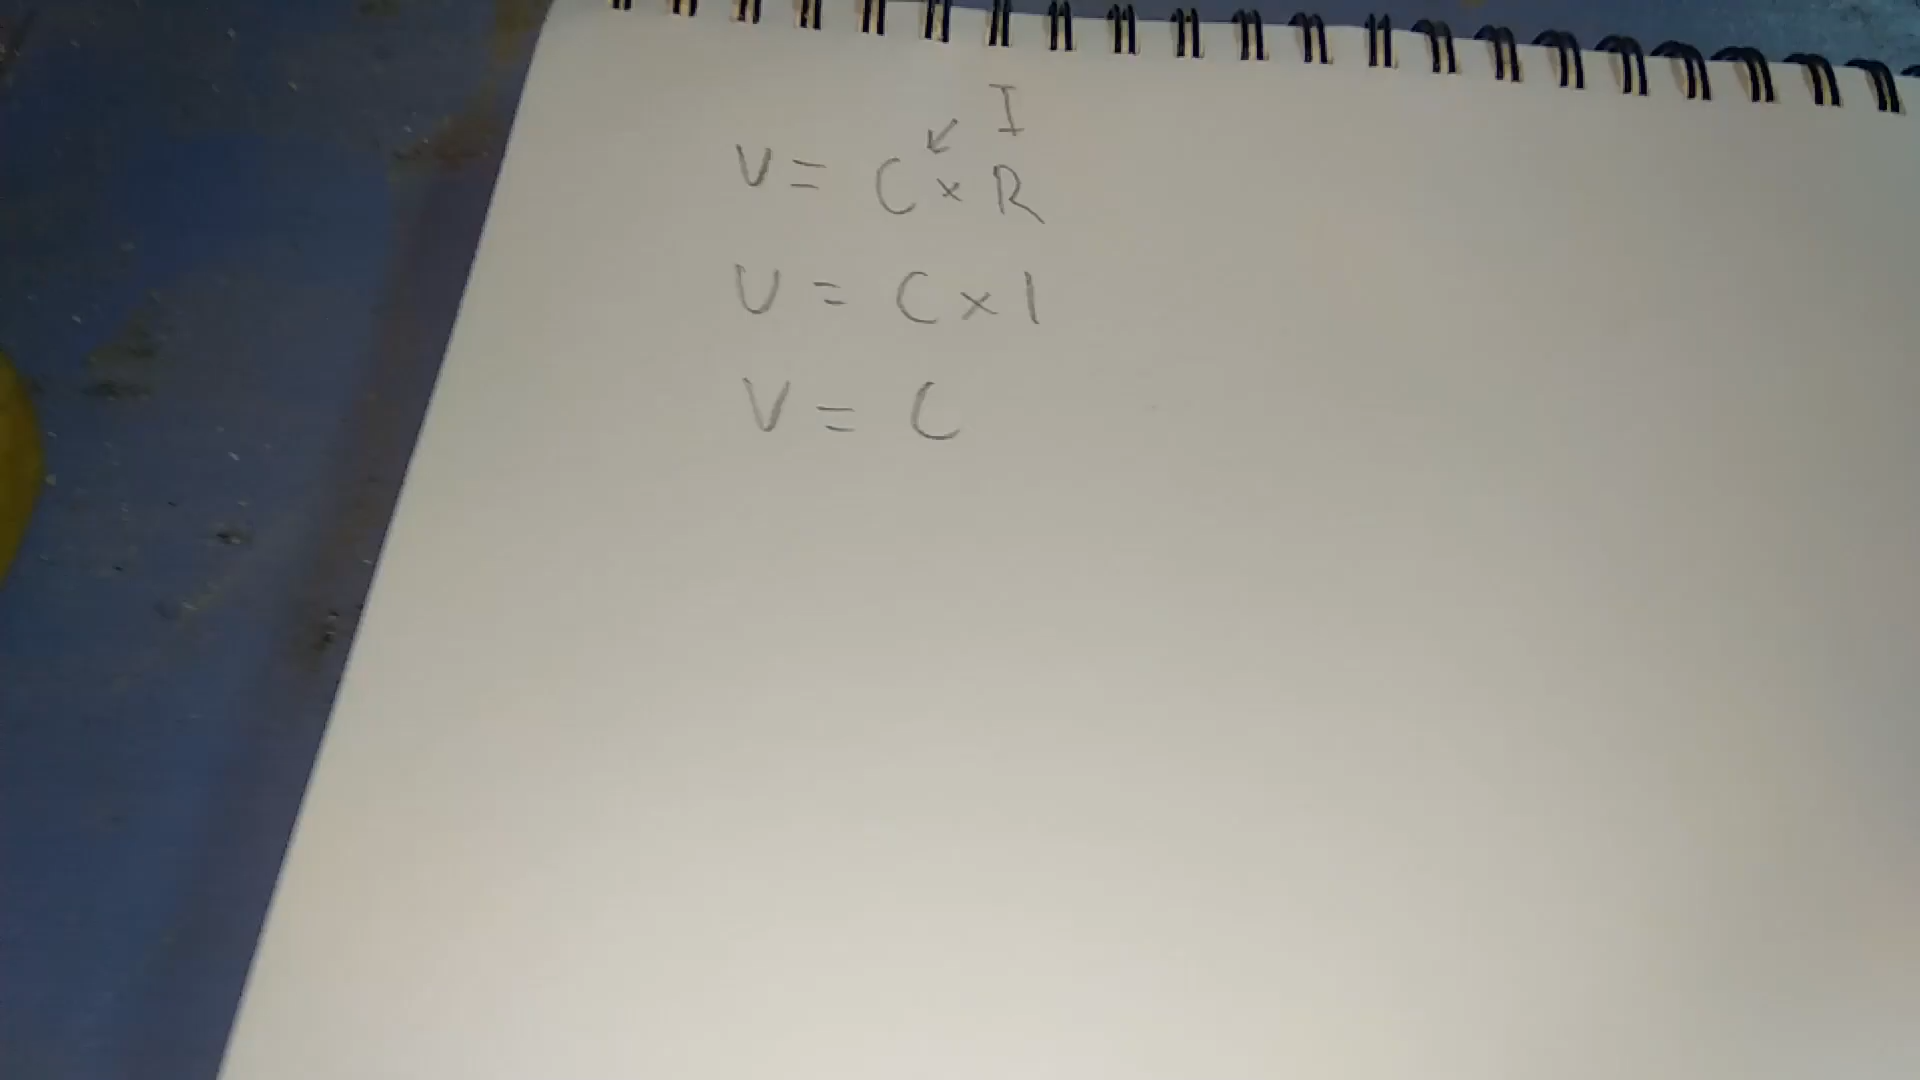 ↙ I
V = C × R
V = C × 1
V = C